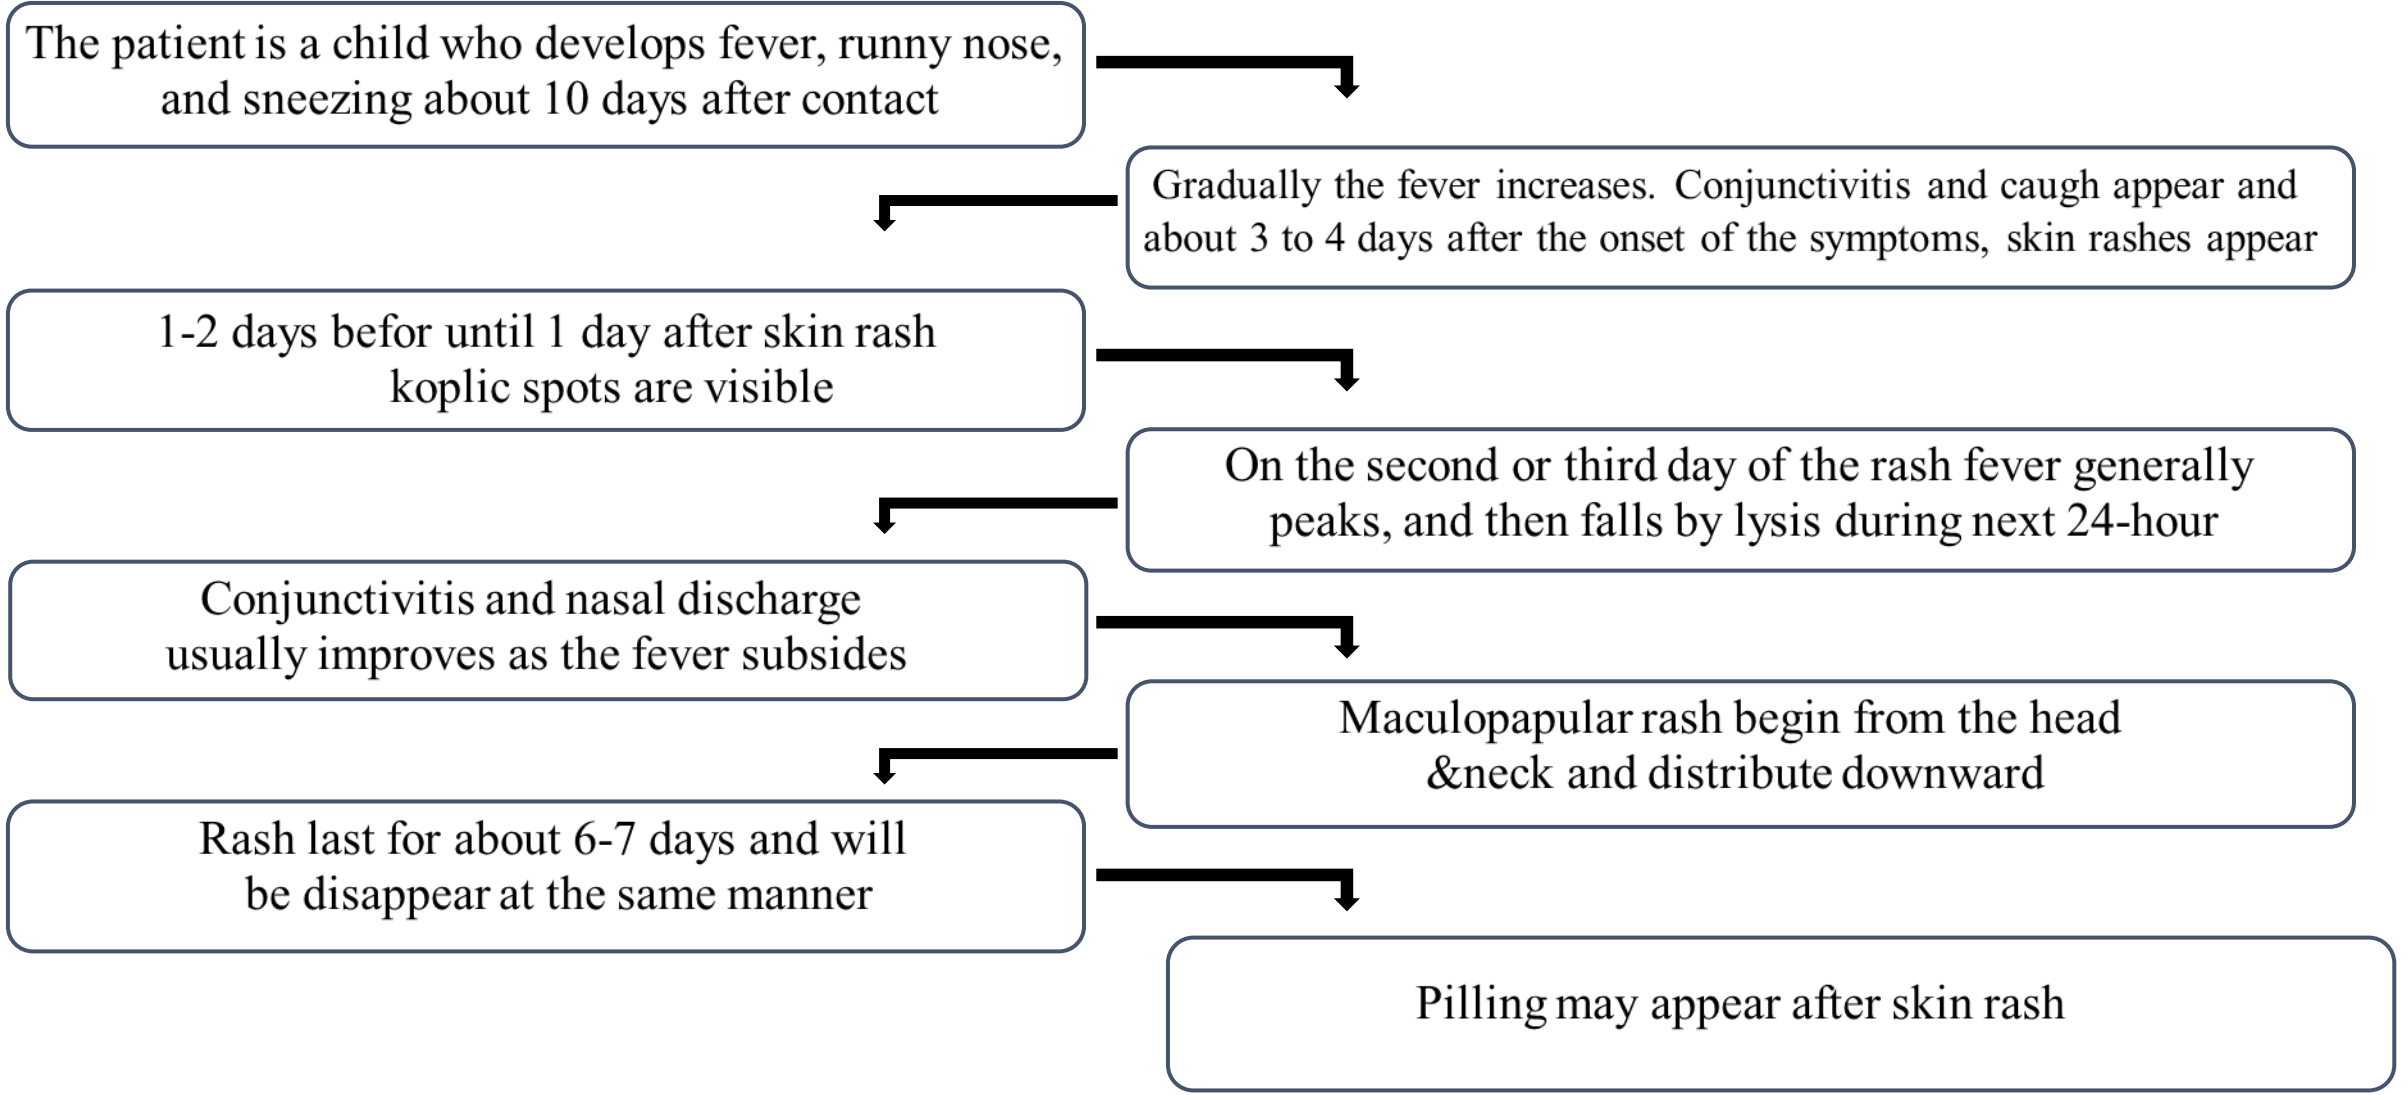 The patient is a child who develops fever, runny nose,
and sneezing about 10 days after contact
Gradually the fever increases. Conjunctivitis and caugh appear and
about 3 to 4 days after the onset of the symptoms, skin rashes appear
1-2 days befor until 1 day after skin rash
koplic spots are visible
On the second or third day of the rash fever generally
peaks, and then falls by lysis during next 24-hour
Conjunctivitis and nasal discharge
usually improves as the fever subsides
Maculopapular rash begin from the head
&neck and distribute downward
Rash last for about 6-7 days and will
be disappear at the same manner
Pilling may appear after skin rash